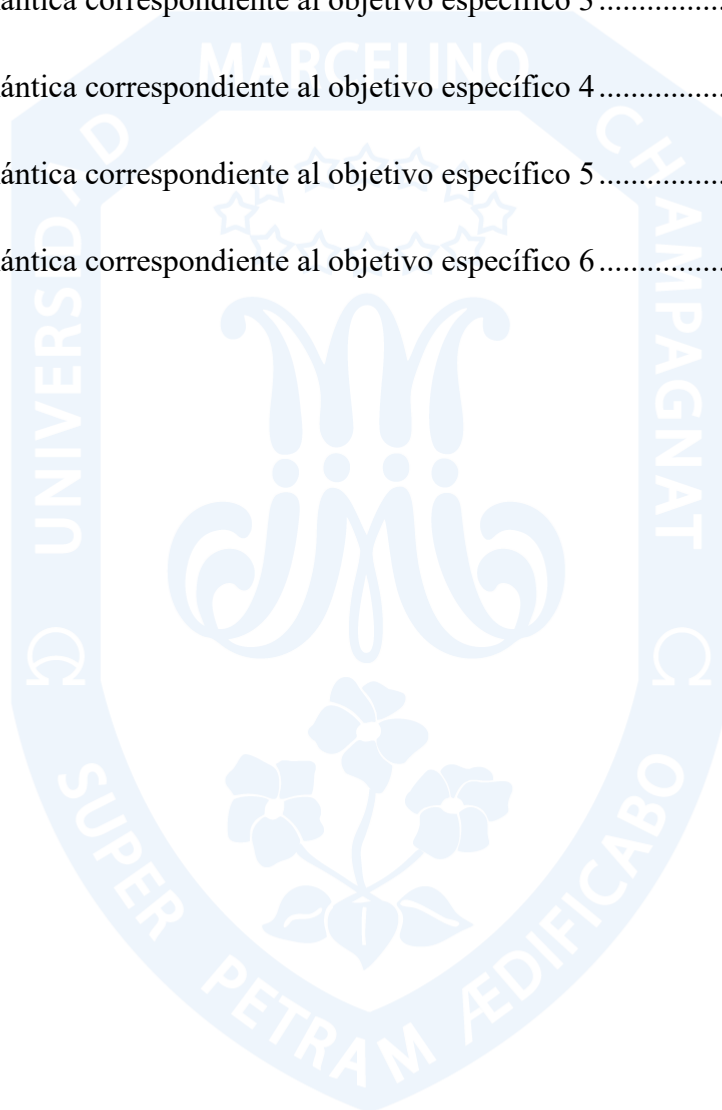 ántica correspondiente al objetivo específico 3................
MARCELINO
ántica correspondiente al objetivo específico 4................
ántica correspondiente al objetivo específico 5................
ántica correspondiente al objetivo específico 6................
UNIVERSIDAD
CHAMPAGNAT
SUPER PETRAM ÆDIFICABO